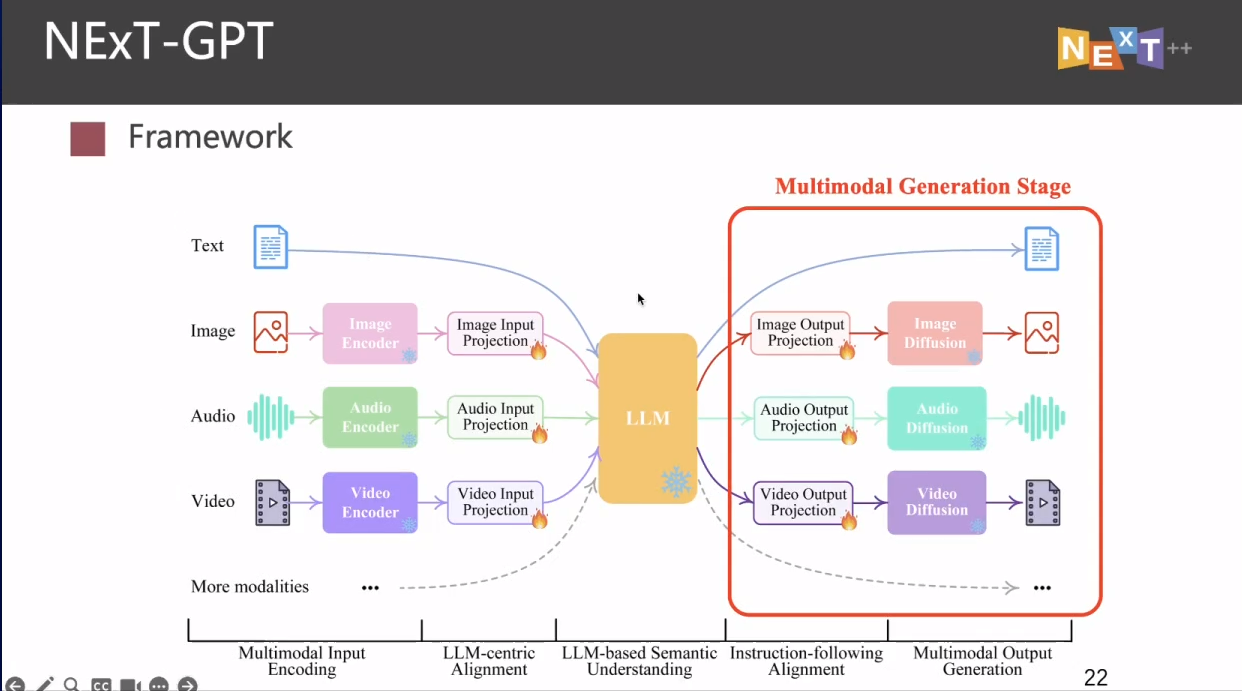 NExT-GPT
NExT++
Framework
Multimodal Generation Stage
Text
Image
Image
Encoder
Image Input
Projection
Image Output
Projection
Image
Diffusion
Audio
Audio
Encoder
Audio Input
Projection
LLM
Audio Output
Projection
Audio
Diffusion
Video
Video
Encoder
Video Input
Projection
Video Output
Projection
Video
Diffusion
More modalities
...
...
Multimodal Input
Encoding
LLM-centric
Alignment
LLM-based Semantic
Understanding
Instruction-following
Alignment
Multimodal Output
Generation
22
CC